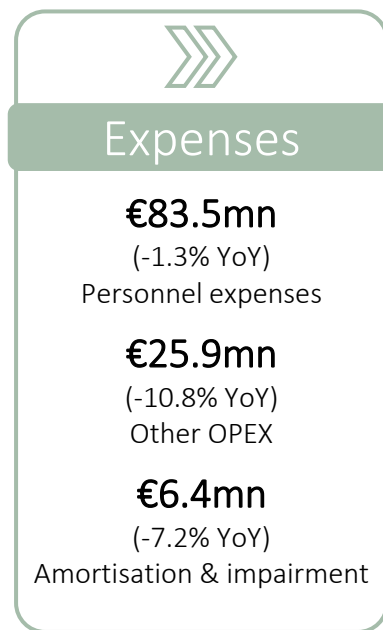 Expenses
€83.5mn
(-1.3% YoY)
Personnel expenses
€25.9mn
(-10.8% YoY)
Other OPEX
€6.4mn
(-7.2% YoY)
Amortisation & impairment